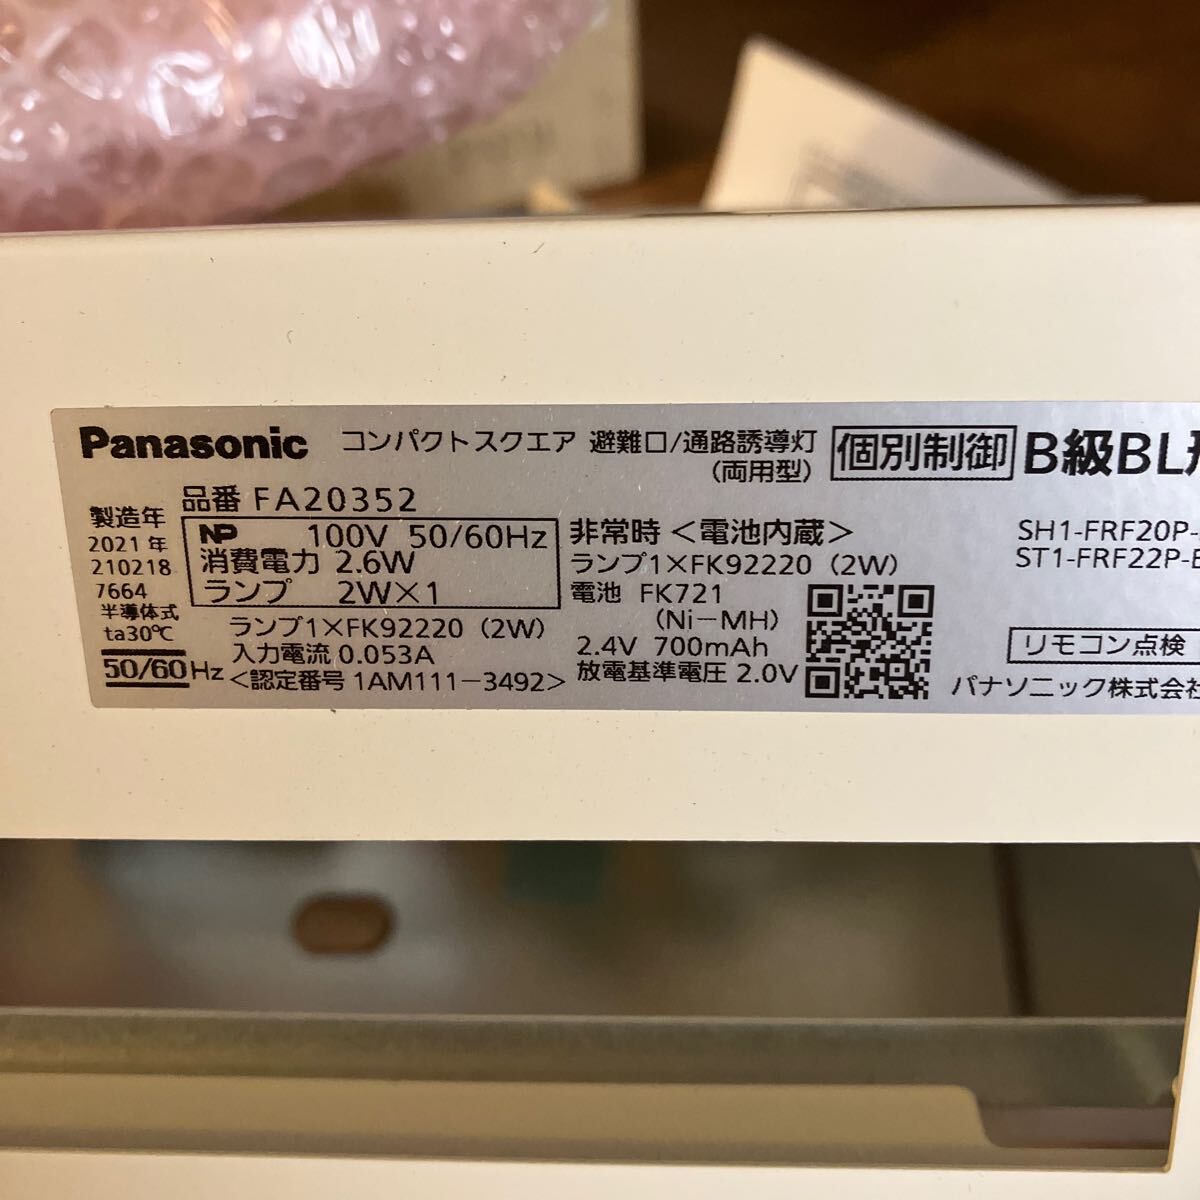 Panasonic コンパクトスクエア 避難口/通路誘導灯 (両用型) 個別制御 B級BL形
品番 FA20352
製造年
2021年
210218
7664
半導体式
ta30℃
50/60Hz
NP 100V 50/60Hz
消費電力 2.6W
ランプ 2W×1
ランプ1×FK92220 (2W)
入力電流 0.053A
<認定番号 1AM111-3492>
非常時 <電池内蔵>
ランプ1×FK92220 (2W)
電池 FK721
(Ni-MH)
2.4V 700mAh
放電基準電圧 2.0V
SH1-FRF20P-
ST1-FRF22P-
リモコン点検
パナソニック株式会社